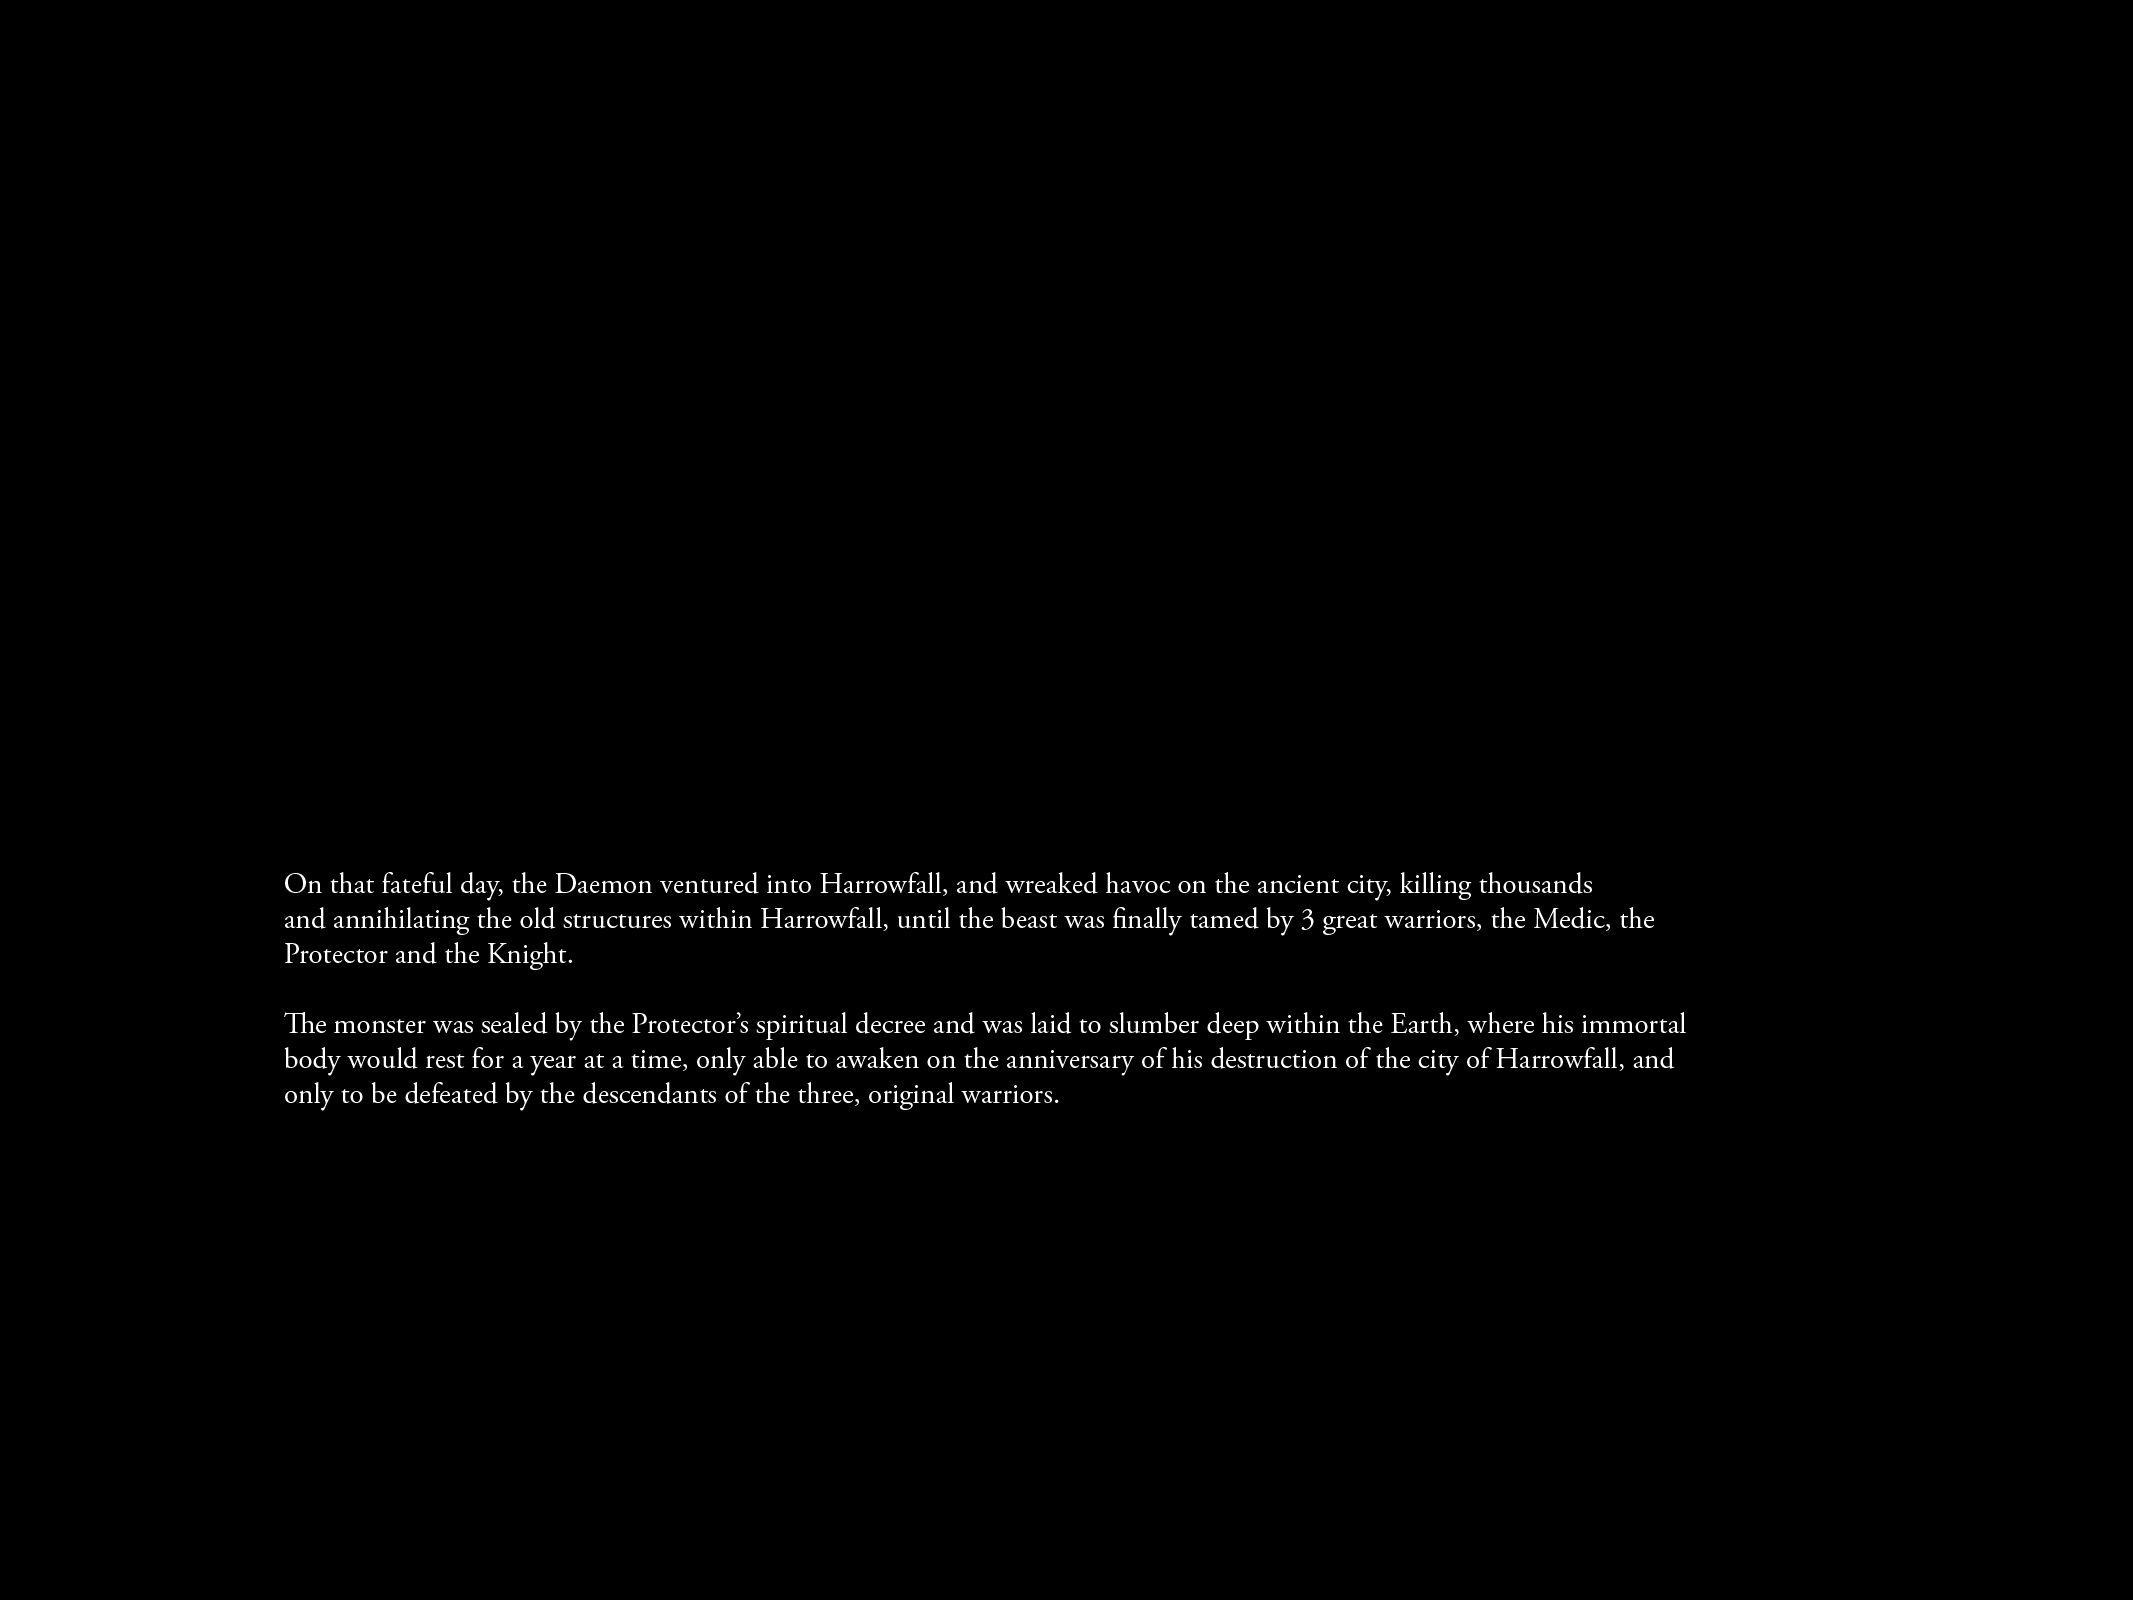 On that fateful day, the Daemon ventured into Harrowfall, and wreaked havoc on the ancient city, killing thousands
and annihilating the old structures within Harrowfall, until the beast was finally tamed by 3 great warriors, the Medic, the
Protector and the Knight.
The monster was sealed by the Protector’s spiritual decree and was laid to slumber deep within the Earth, where his immortal
body would rest for a year at a time, only able to awaken on the anniversary of his destruction of the city of Harrowfall, and
only to be defeated by the descendants of the three, original warriors.